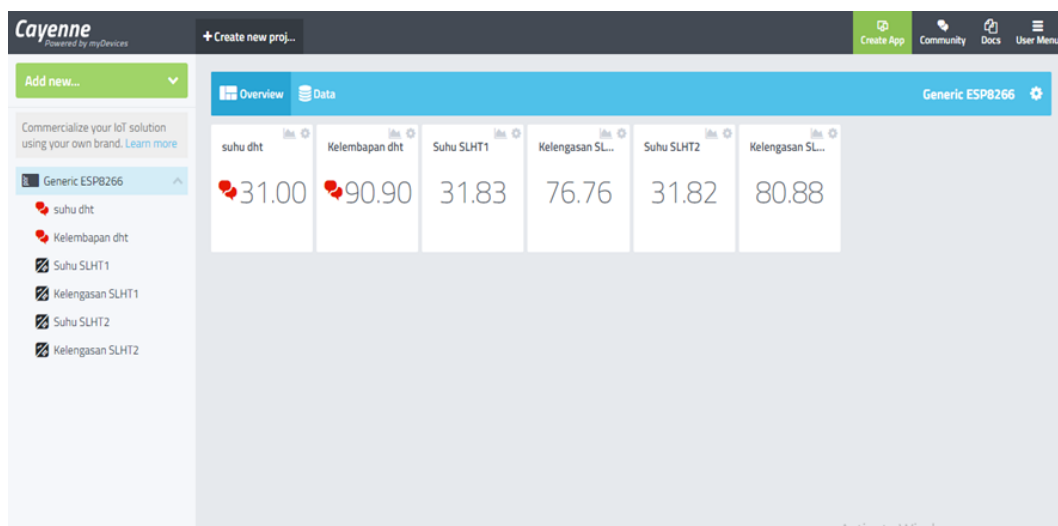 Cayenne
Powered by myDevices
+ Create new proj...
Create App
Community
Docs
User Menu
Add new...
Commercialize your IoT solution
using your own brand. Learn more
Generic ESP8266
suhu dht
Kelembapan dht
Suhu SLHT1
Kelengasan SLHT1
Suhu SLHT2
Kelengasan SLHT2
Overview
Data
Generic ESP8266
suhu dht
31.00
Kelembapan dht
90.90
Suhu SLHT1
31.83
Kelengasan SL...
76.76
Suhu SLHT2
31.82
Kelengasan SL...
80.88